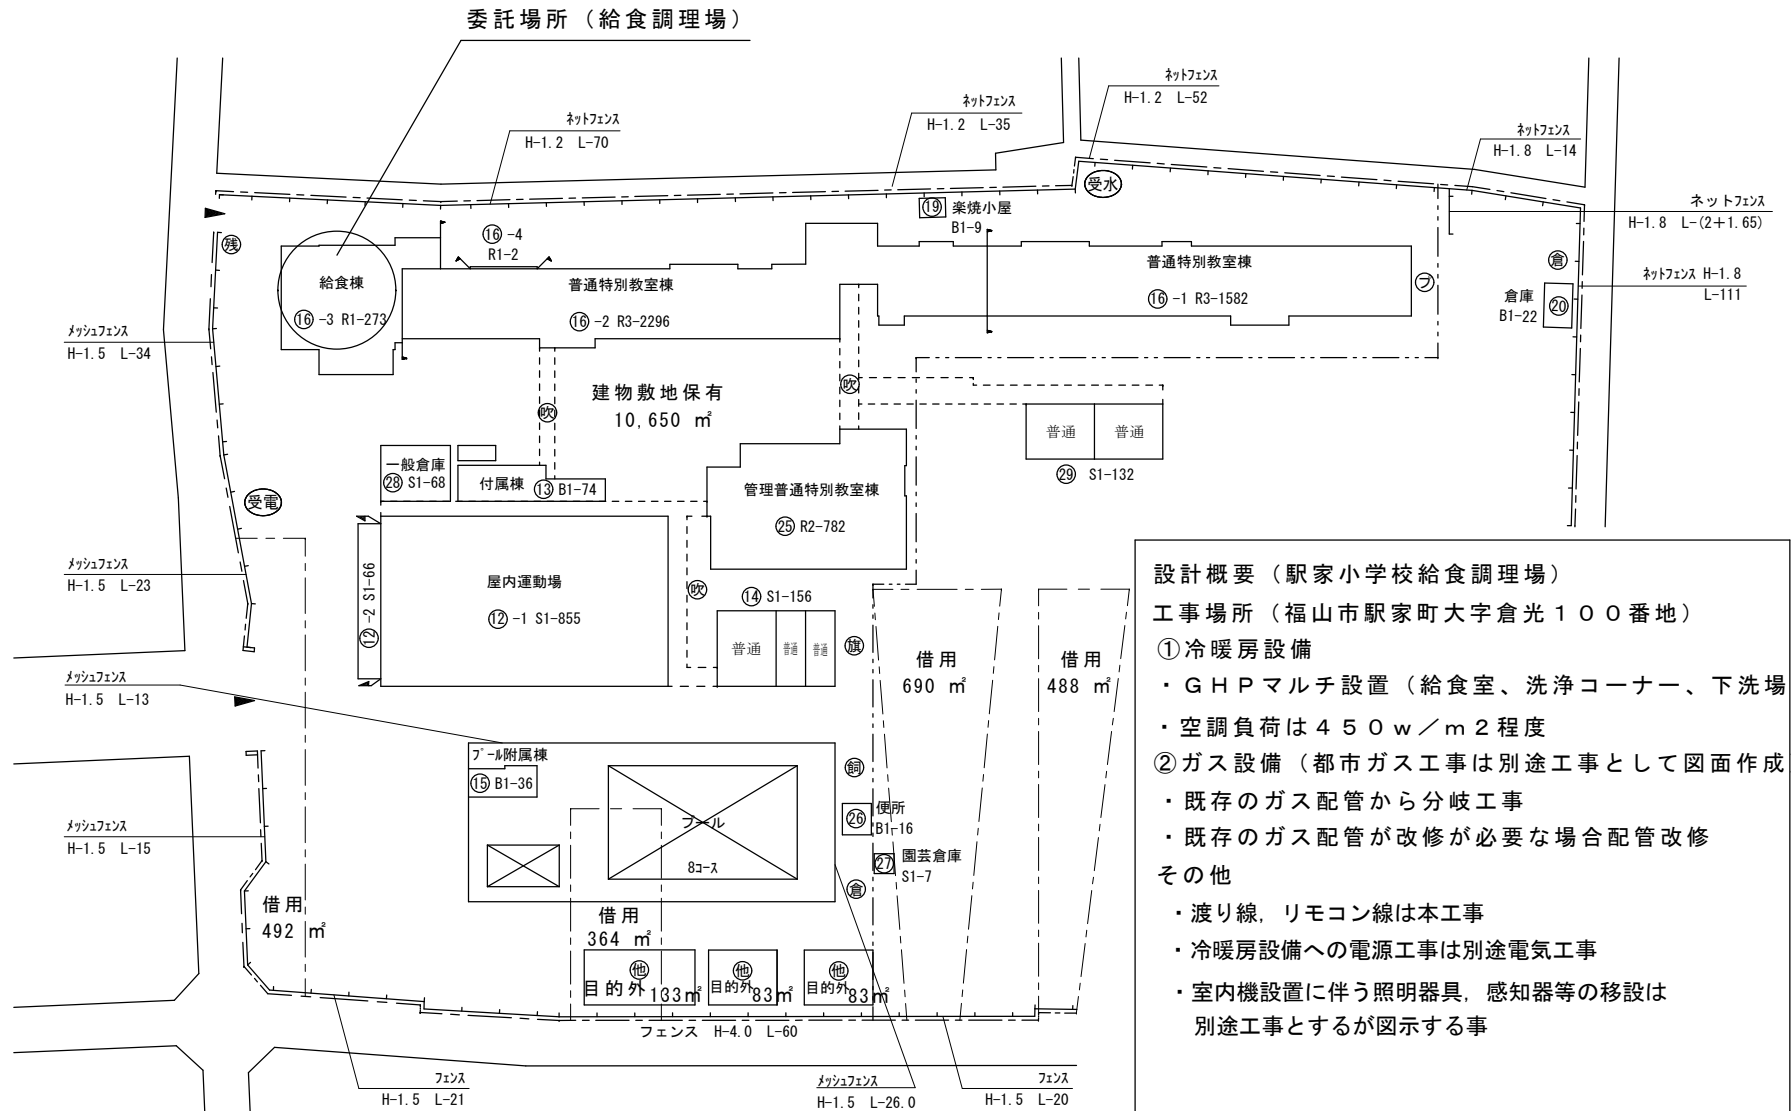 委託場所（給食調理場）
ネットフェンス
H-1.2 L-70
ネットフェンス
H-1.2 L-35
ネットフェンス
H-1.2 L-52
ネットフェンス
H-1.8 L-14
ネットフェンス
H-1.8 L-(2+1.65)
ネットフェンス H-1.8
L-111
受水
残
⑯-4
R1-2
⑲ 楽焼小屋
B1-9
給食棟
⑯-3 R1-273
普通特別教室棟
⑯-2 R3-2296
普通特別教室棟
⑯-1 R3-1582
フ
倉
倉庫
B1-22
⑳
メッシュフェンス
H-1.5 L-34
建物敷地保有
10,650 ㎡
吹
吹
普通
普通
㉙ S1-132
一般倉庫
㉘ S1-68
付属棟
⑬ B1-74
管理普通特別教室棟
㉕ R2-782
受電
メッシュフェンス
H-1.5 L-23
⑫-2 S1-66
屋内運動場
⑫-1 S1-855
吹
⑭ S1-156
普通
普通
普通
旗
借用
690 ㎡
借用
488 ㎡
メッシュフェンス
H-1.5 L-13
プール附属棟
⑮ B1-36
プール
8コース
飼
㉖
便所
B1-16
㉗
園芸倉庫
S1-7
倉
メッシュフェンス
H-1.5 L-15
借用
492 ㎡
借用
364 ㎡
他
目的外 133㎡
他
目的外 83㎡
他
目的外 83㎡
フェンス H-4.0 L-60
フェンス
H-1.5 L-21
メッシュフェンス
H-1.5 L-26.0
フェンス
H-1.5 L-20
設計概要（駅家小学校給食調理場）
工事場所（福山市駅家町大字倉光１００番地）
①冷暖房設備
・ＧＨＰマルチ設置（給食室、洗浄コーナー、下洗場
・空調負荷は４５０ｗ／ｍ２程度
②ガス設備（都市ガス工事は別途工事として図面作成
・既存のガス配管から分岐工事
・既存のガス配管が改修が必要な場合配管改修
その他
・渡り線，リモコン線は本工事
・冷暖房設備への電源工事は別途電気工事
・室内機設置に伴う照明器具，感知器等の移設は
別途工事とするが図示する事